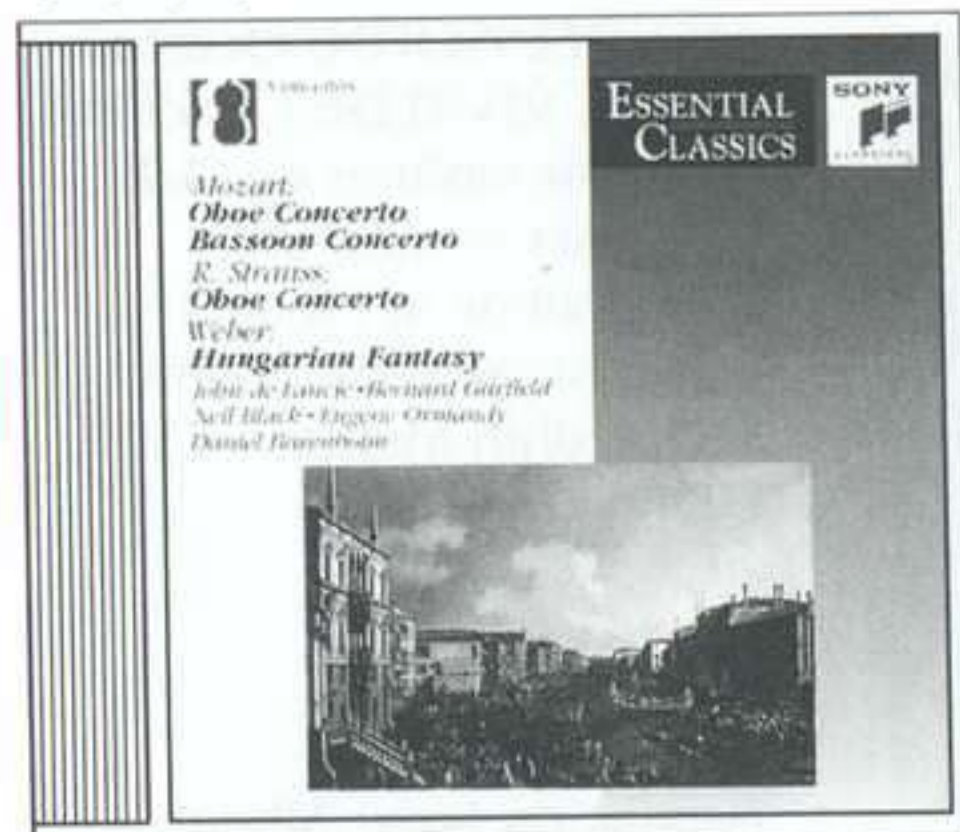 ESSENTIAL
CLASSICS
SONY
CLASSICAL
Mozart:
Oboe Concerto
Bassoon Concerto
R. Strauss:
Oboe Concerto
Weber:
Hungarian Fantasy
John de Lancie • Bernard Garfield
Neil Black • Eugene Ormandy
Daniel Barenboim